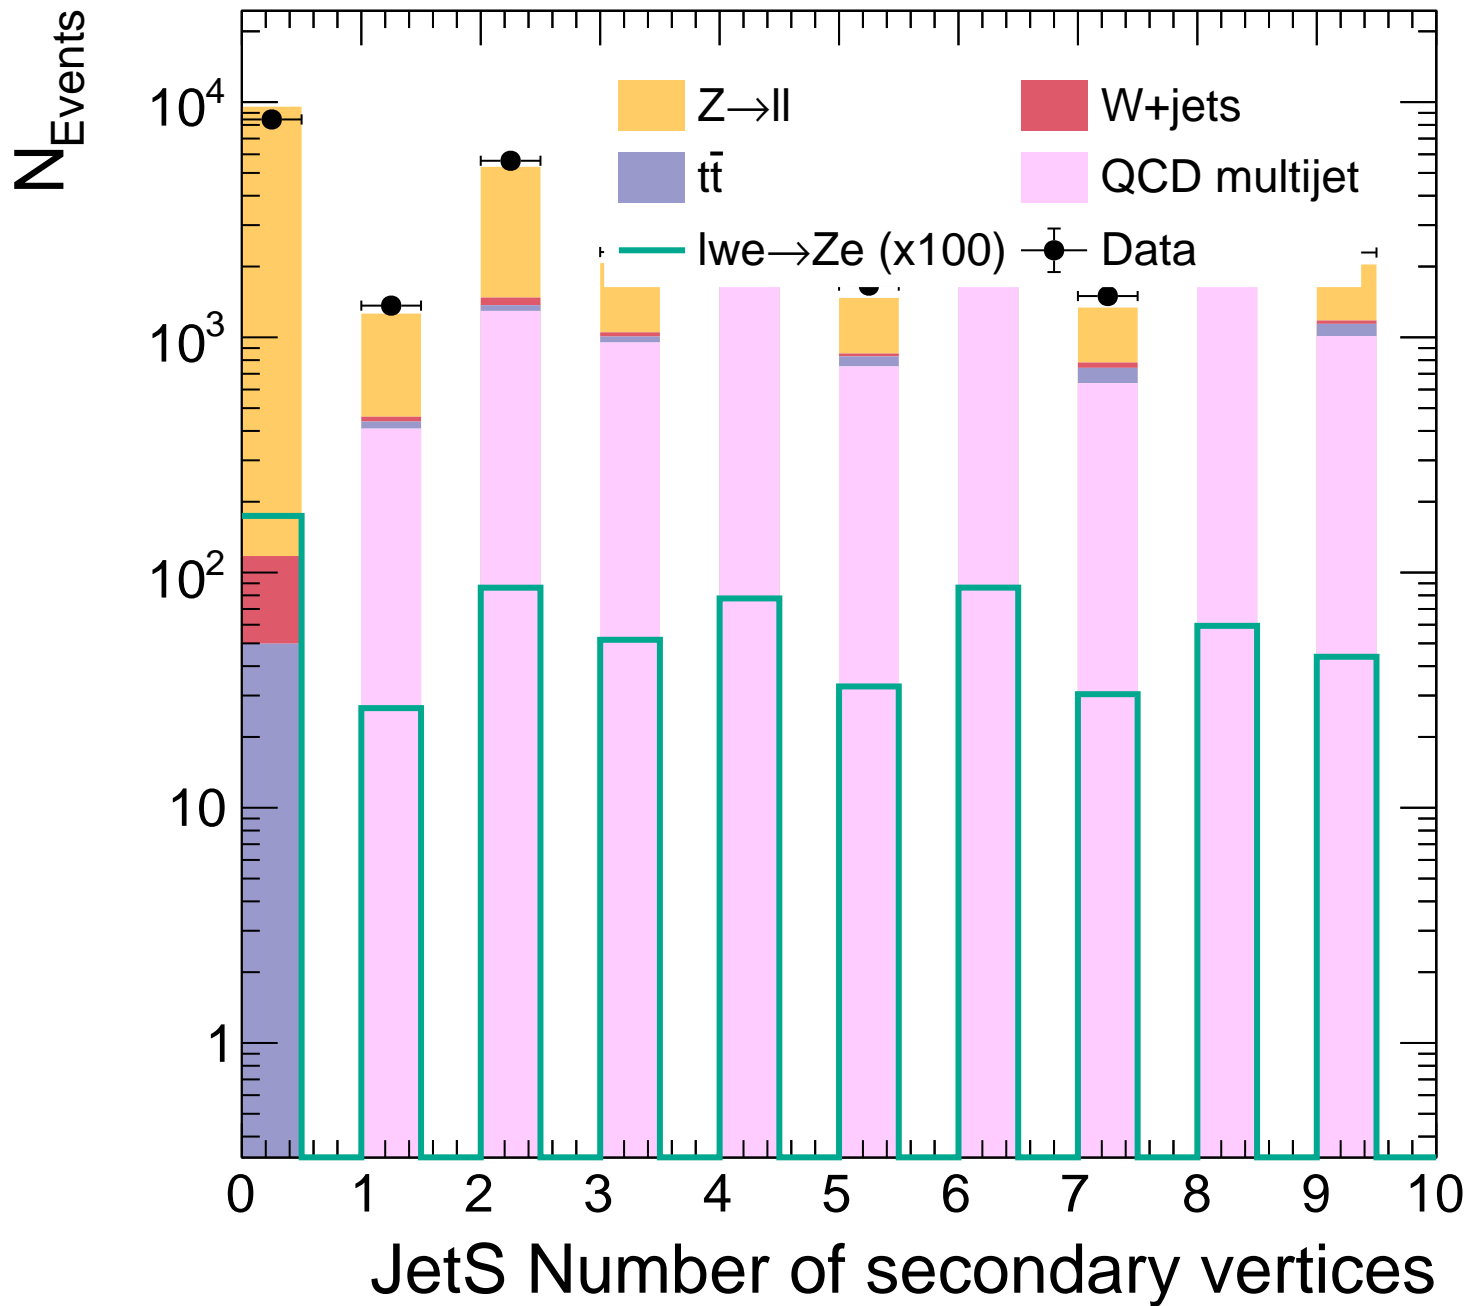 N_Events
10^4
10^3
10^2
10
1
Z→ll
W+jets
tt̄
QCD multijet
lwe→Ze (x100)
Data
0 1 2 3 4 5 6 7 8 9 10
JetS Number of secondary vertices